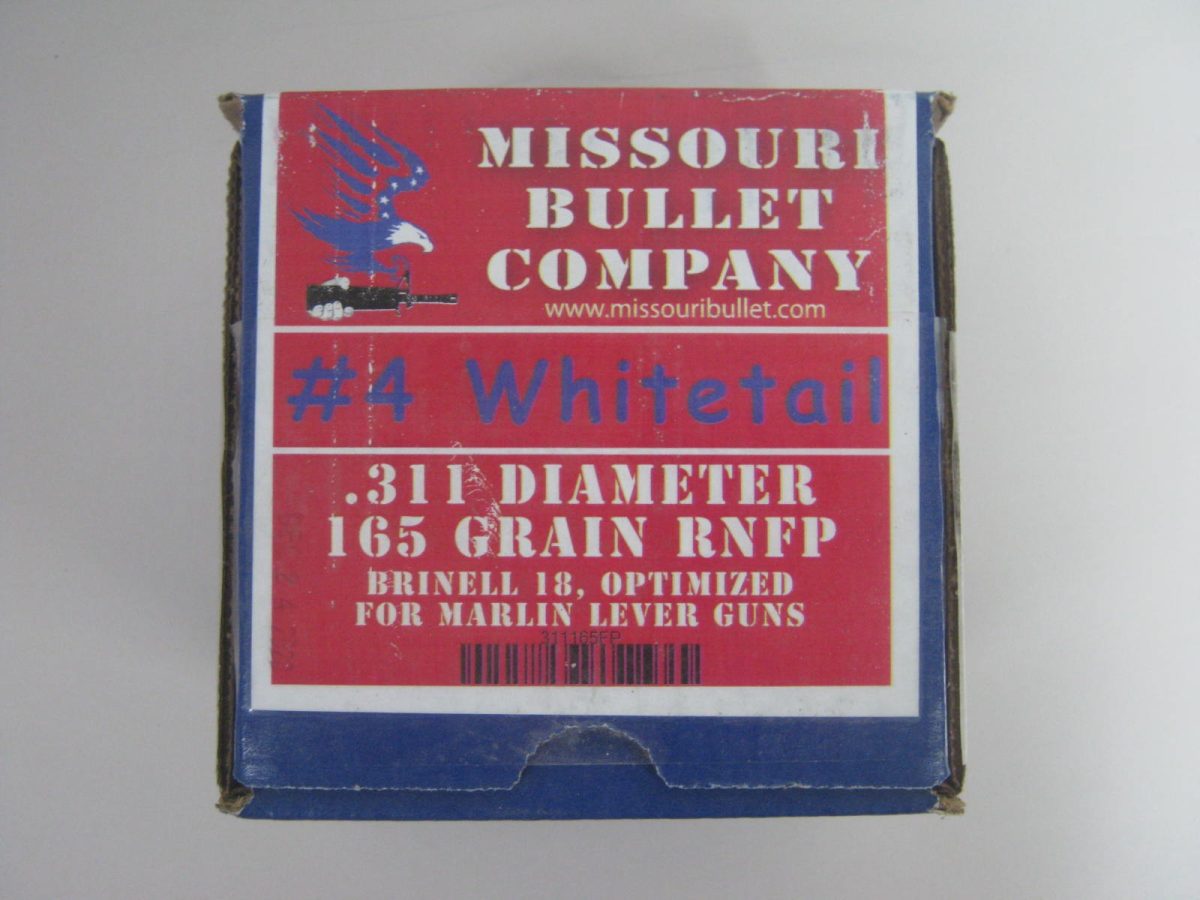 MISSOURI
BULLET
COMPANY
www.missouribullet.com
#4 Whitetail
.311 DIAMETER
165 GRAIN RNFP
BRINELL 18, OPTIMIZED
FOR MARLIN LEVER GUNS
311165FP